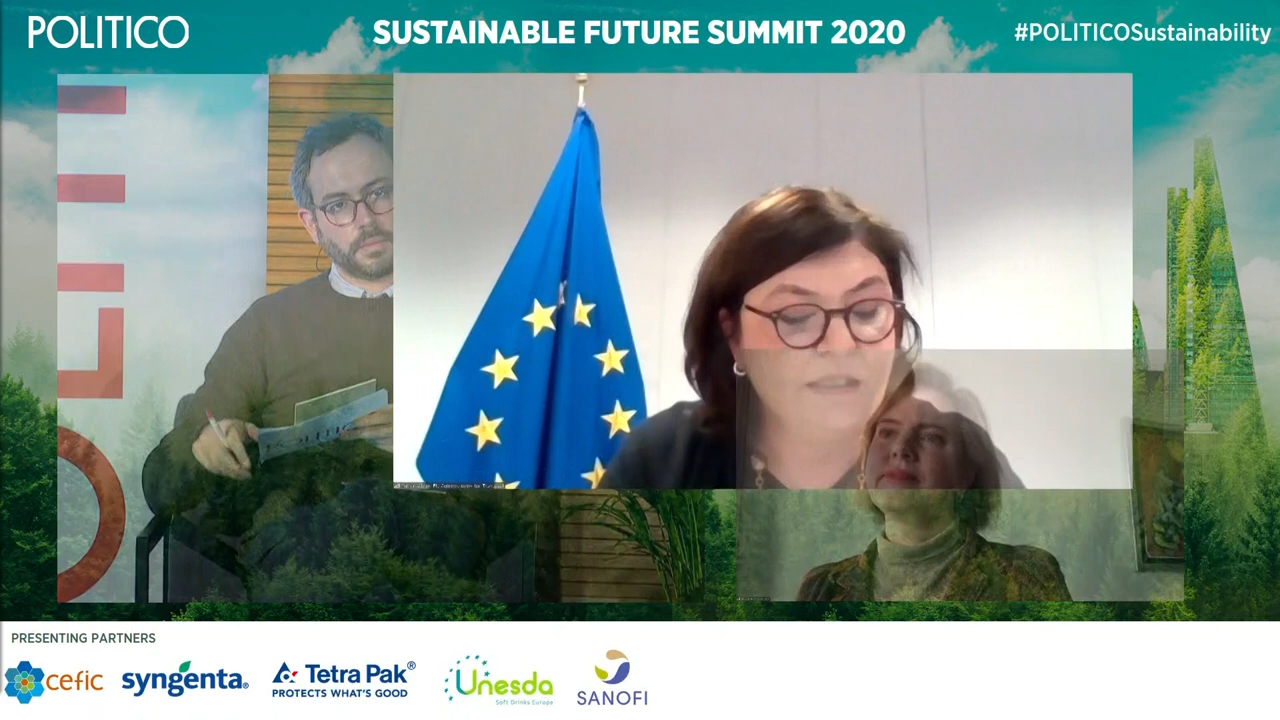 POLITICO
SUSTAINABLE FUTURE SUMMIT 2020
#POLITICOSustainability
PRESENTING PARTNERS
cefic
syngenta®
Tetra Pak®
PROTECTS WHAT'S GOOD
Unesda
Soft Drinks Europe
SANOFI